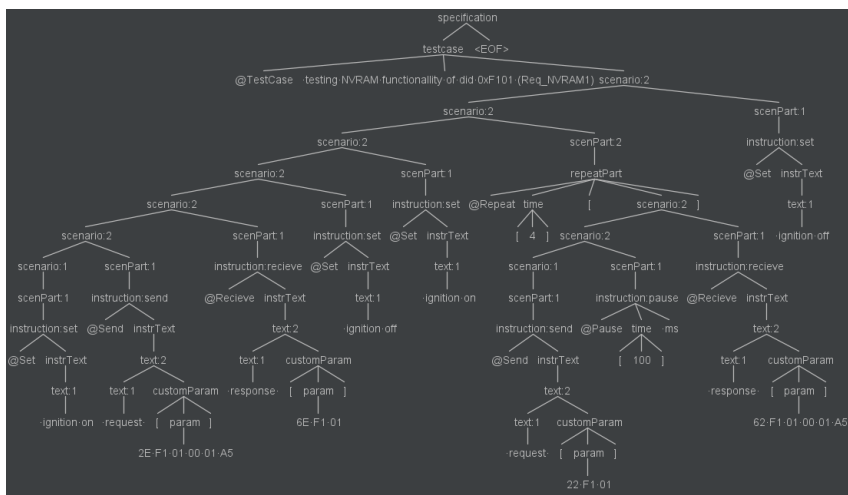 specification
testcase <EOF>
@TestCase ·testing·NVRAM·functionallity·of·did·0xF101·(Req_NVRAM1) scenario:2
scenario:2 scenPart:1
scenario:2 scenPart:2 instruction:set
scenario:2 scenPart:1 repeatPart @Set instrText
scenario:2 scenPart:1 instruction:set @Repeat time [ scenario:2 ] text:1
scenario:2 scenPart:1 instruction:set @Set instrText [ 4 ] scenario:2 scenPart:1 ·ignition·off
scenario:1 scenPart:1 instruction:recieve @Set instrText text:1 scenario:1 scenPart:1 instruction:recieve
scenPart:1 instruction:send @Recieve instrText text:1 ·ignition·on scenPart:1 instruction:pause @Recieve instrText
instruction:set @Send instrText text:2 ·ignition·off instruction:send @Pause time ·ms text:2
@Set instrText text:2 text:1 customParam @Send instrText [ 100 ] text:1 customParam
text:1 text:1 customParam ·response· [ param ] text:2 ·response· [ param ]
·ignition·on ·request· [ param ] 6E·F1·01 text:1 customParam 62·F1·01·00·01·A5
2E·F1·01·00·01·A5 ·request· [ param ]
22·F1·01